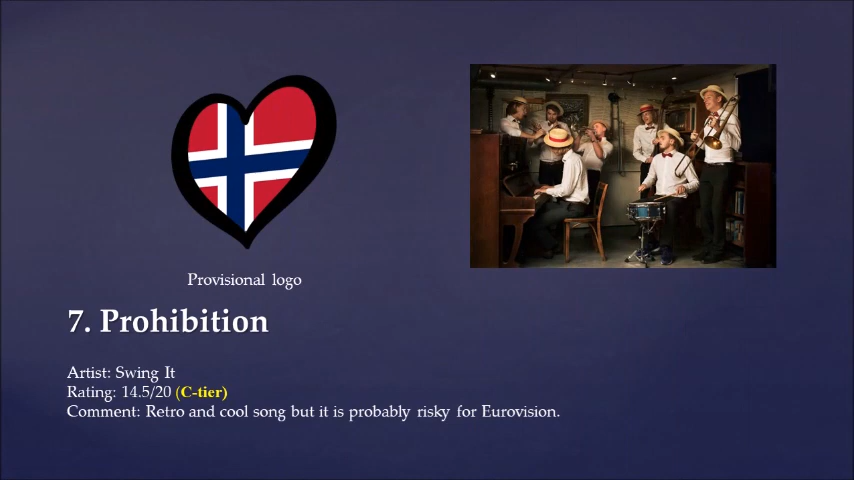 Provisional logo
7. Prohibition
Artist: Swing It
Rating: 14.5/20 (C-tier)
Comment: Retro and cool song but it is probably risky for Eurovision.